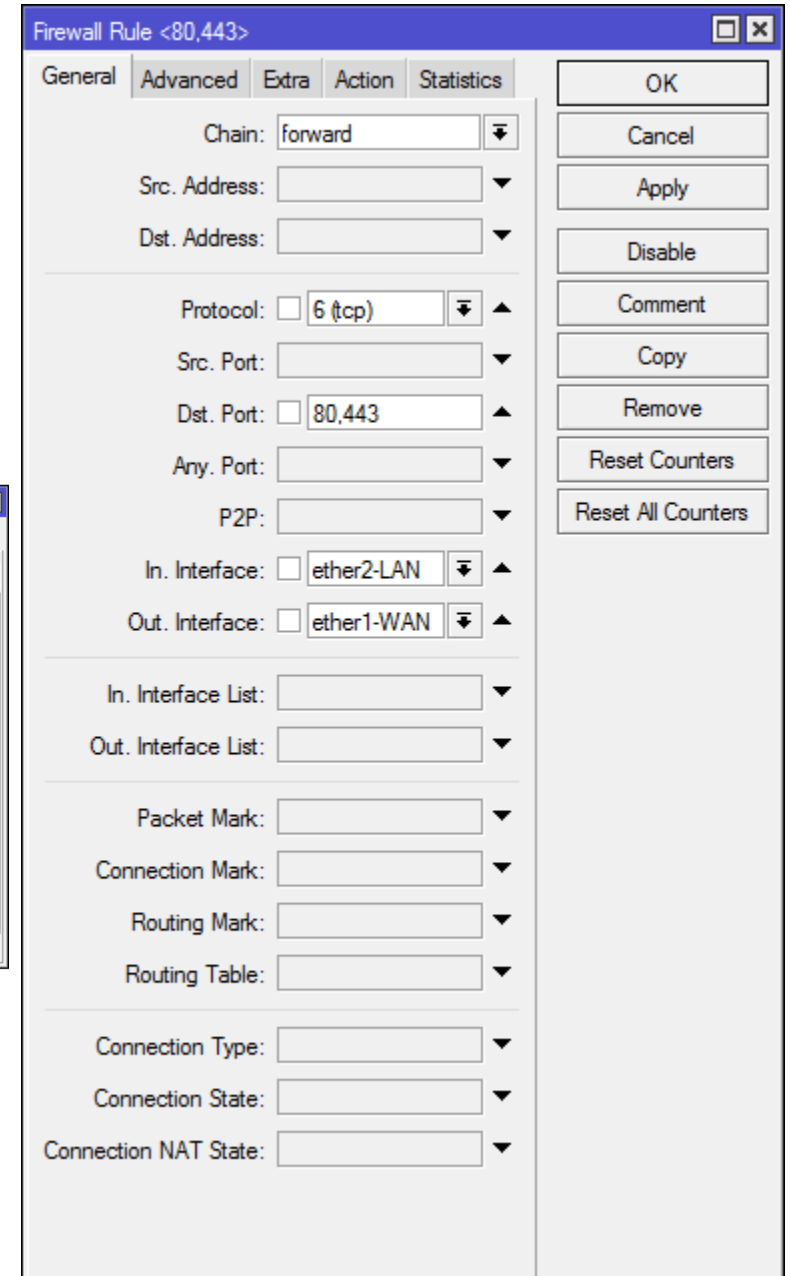 Firewall Rule <80,443>
General Advanced Extra Action Statistics
OK
Chain: forward
Cancel
Src. Address:
Apply
Dst. Address:
Disable
Protocol: 6 (tcp)
Comment
Src. Port:
Copy
Dst. Port: 80,443
Remove
Any. Port:
Reset Counters
P2P:
Reset All Counters
In. Interface: ether2-LAN
Out. Interface: ether1-WAN
In. Interface List:
Out. Interface List:
Packet Mark:
Connection Mark:
Routing Mark:
Routing Table:
Connection Type:
Connection State:
Connection NAT State: